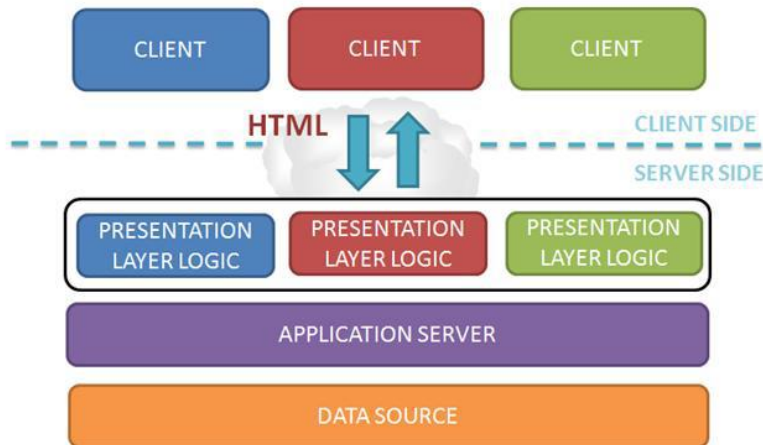 CLIENT
CLIENT
CLIENT
HTML
CLIENT SIDE
SERVER SIDE
PRESENTATION
LAYER LOGIC
PRESENTATION
LAYER LOGIC
PRESENTATION
LAYER LOGIC
APPLICATION SERVER
DATA SOURCE